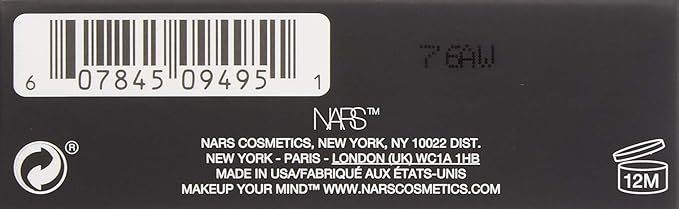 7 6AW
6 07845 09495 1
NARS™
NARS COSMETICS, NEW YORK, NY 10022 DIST.
NEW YORK - PARIS - LONDON (UK) WC1A 1HB
MADE IN USA/FABRIQUÉ AUX ÉTATS-UNIS
MAKEUP YOUR MIND™ WWW.NARSCOSMETICS.COM
®
12M